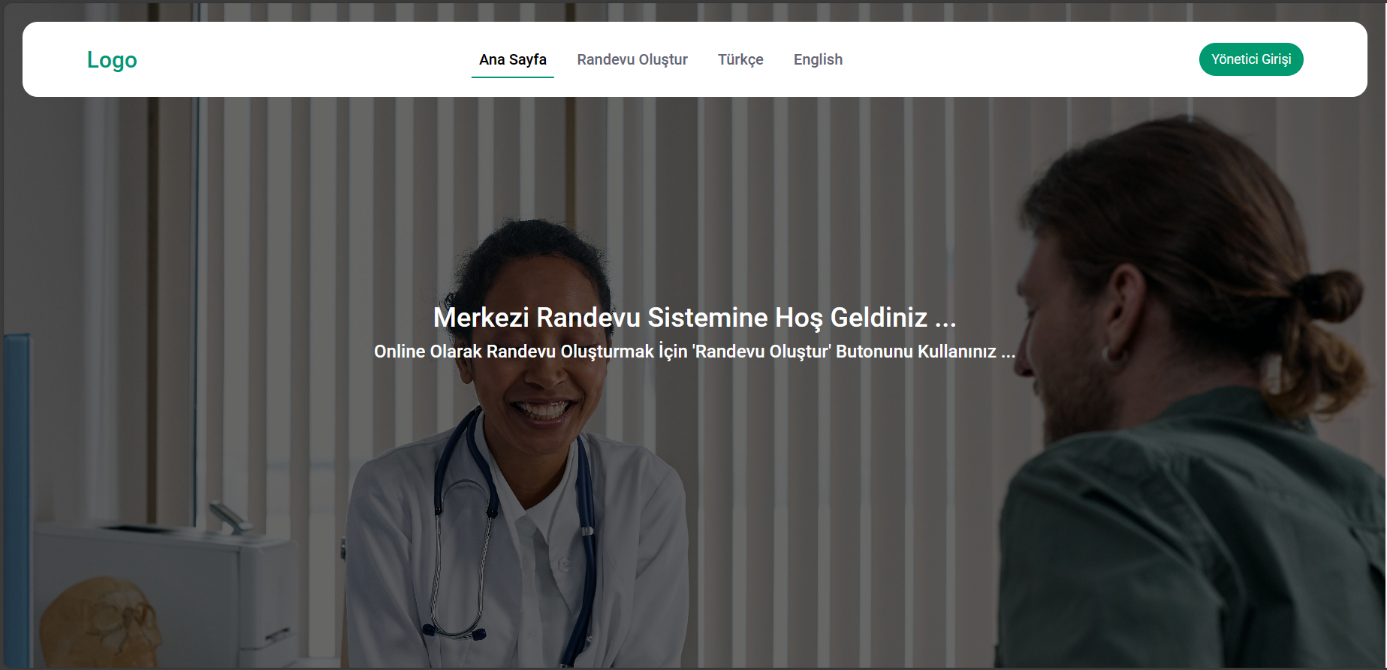 Logo
Ana Sayfa
Randevu Oluştur
Türkçe
English
Yönetici Girişi
Merkezi Randevu Sistemine Hoş Geldiniz ...
Online Olarak Randevu Oluşturmak İçin 'Randevu Oluştur' Butonunu Kullanınız ...